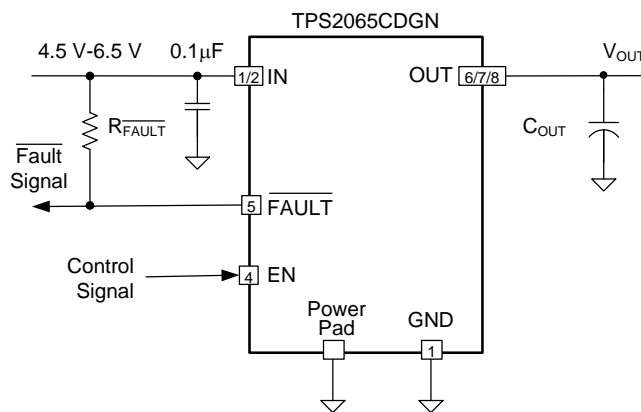 TPS2065CDGN
4.5 V-6.5 V
0.1µF
1/2
IN
OUT
6/7/8
VOUT
RFAULT
COUT
Fault
Signal
5
FAULT
Control
Signal
4
EN
Power
Pad
GND
1